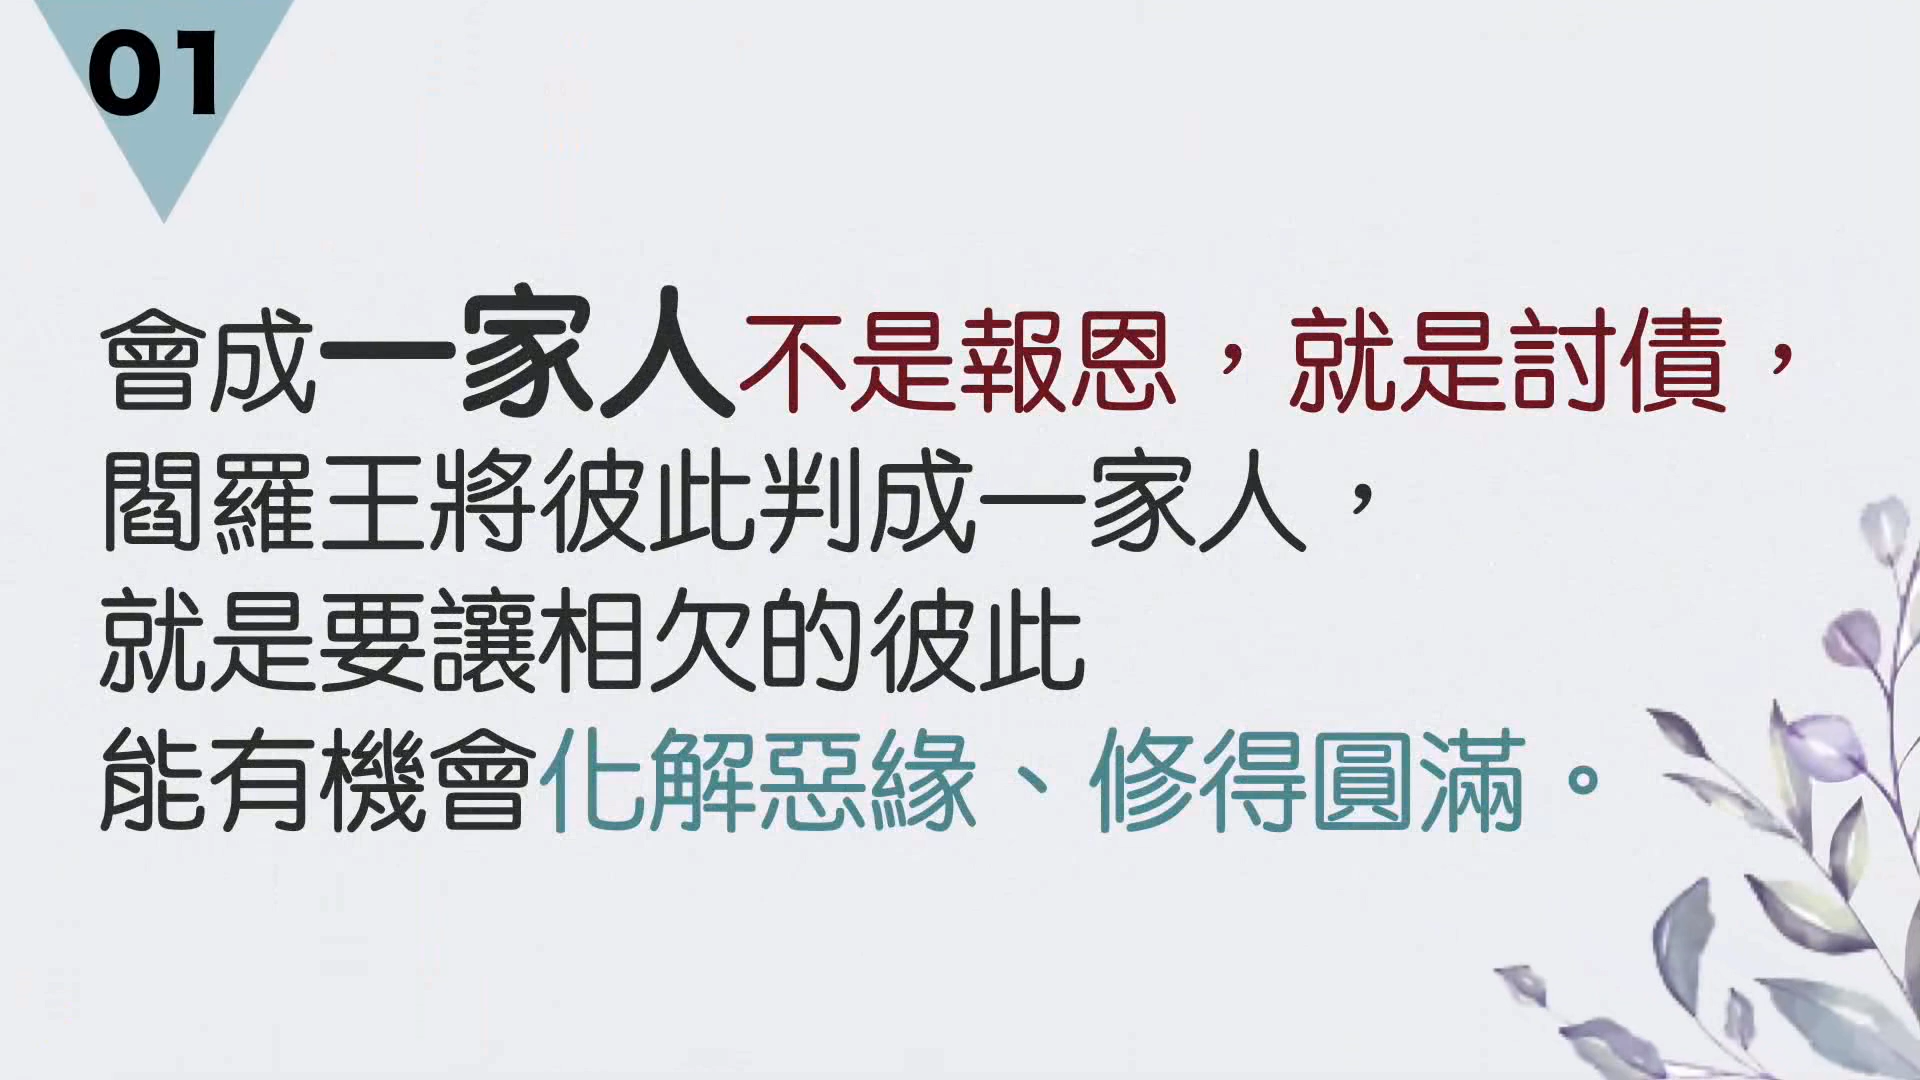 01
會成一家人不是報恩，就是討債，
閻羅王將彼此判成一家人，
就是要讓相欠的彼此
能有機會化解惡緣、修得圓滿。